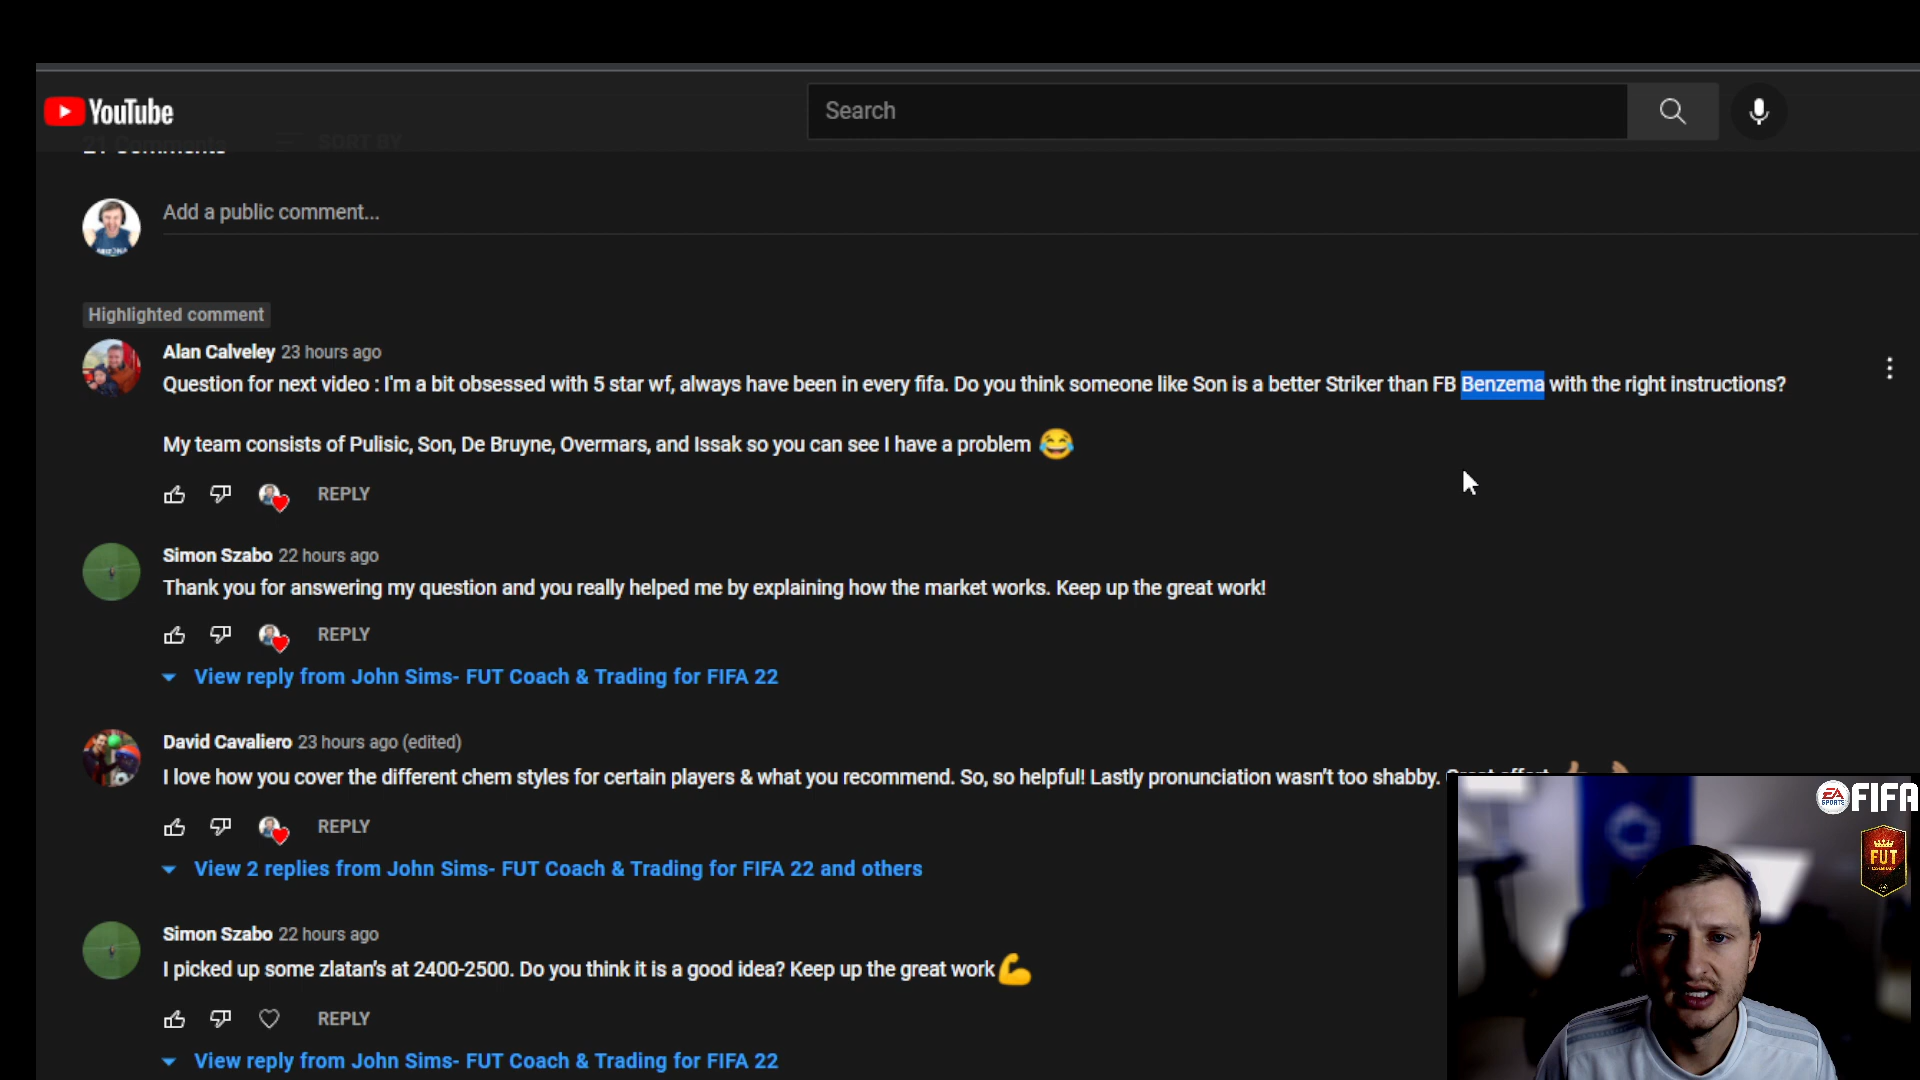 YouTube
Search
21 Comments
SORT BY
Add a public comment...
Highlighted comment
Alan Calveley 23 hours ago
Question for next video : I'm a bit obsessed with 5 star wf, always have been in every fifa. Do you think someone like Son is a better Striker than FB Benzema with the right instructions?
My team consists of Pulisic, Son, De Bruyne, Overmars, and Issak so you can see I have a problem 😂
REPLY
Simon Szabo 22 hours ago
Thank you for answering my question and you really helped me by explaining how the market works. Keep up the great work!
REPLY
View reply from John Sims- FUT Coach & Trading for FIFA 22
David Cavaliero 23 hours ago (edited)
I love how you cover the different chem styles for certain players & what you recommend. So, so helpful! Lastly pronunciation wasn't too shabby. Great effort
REPLY
View 2 replies from John Sims- FUT Coach & Trading for FIFA 22 and others
Simon Szabo 22 hours ago
I picked up some zlatan's at 2400-2500. Do you think it is a good idea? Keep up the great work 💪
REPLY
View reply from John Sims- FUT Coach & Trading for FIFA 22
EA SPORTS FIFA
FUT